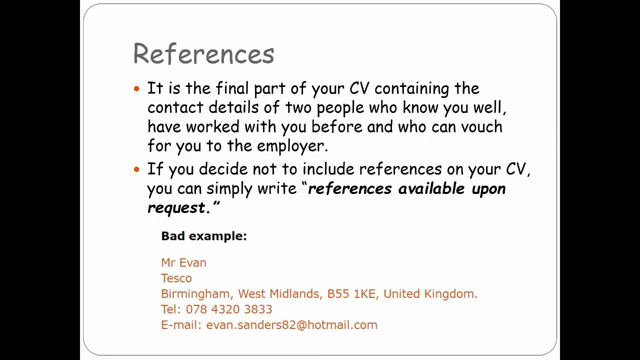 References
• It is the final part of your CV containing the
contact details of two people who know you well,
have worked with you before and who can vouch
for you to the employer.
• If you decide not to include references on your CV,
you can simply write “references available upon
request.”
Bad example:
Mr Evan
Tesco
Birmingham, West Midlands, B55 1KE, United Kingdom.
Tel: 078 4320 3833
E-mail: evan.sanders82@hotmail.com